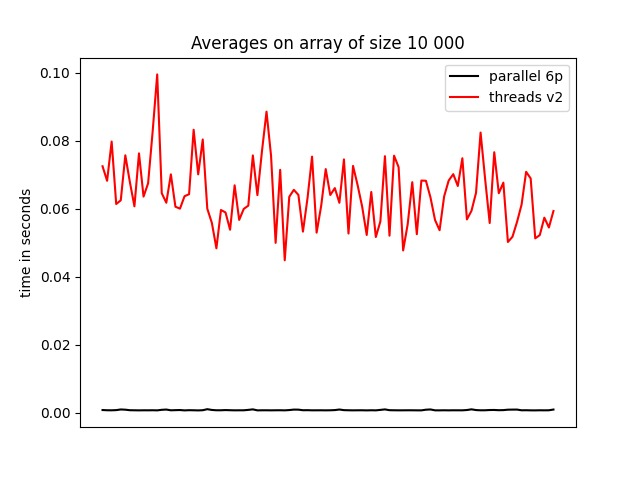 Averages on array of size 10 000
parallel 6p
threads v2
time in seconds
0.10
0.08
0.06
0.04
0.02
0.00